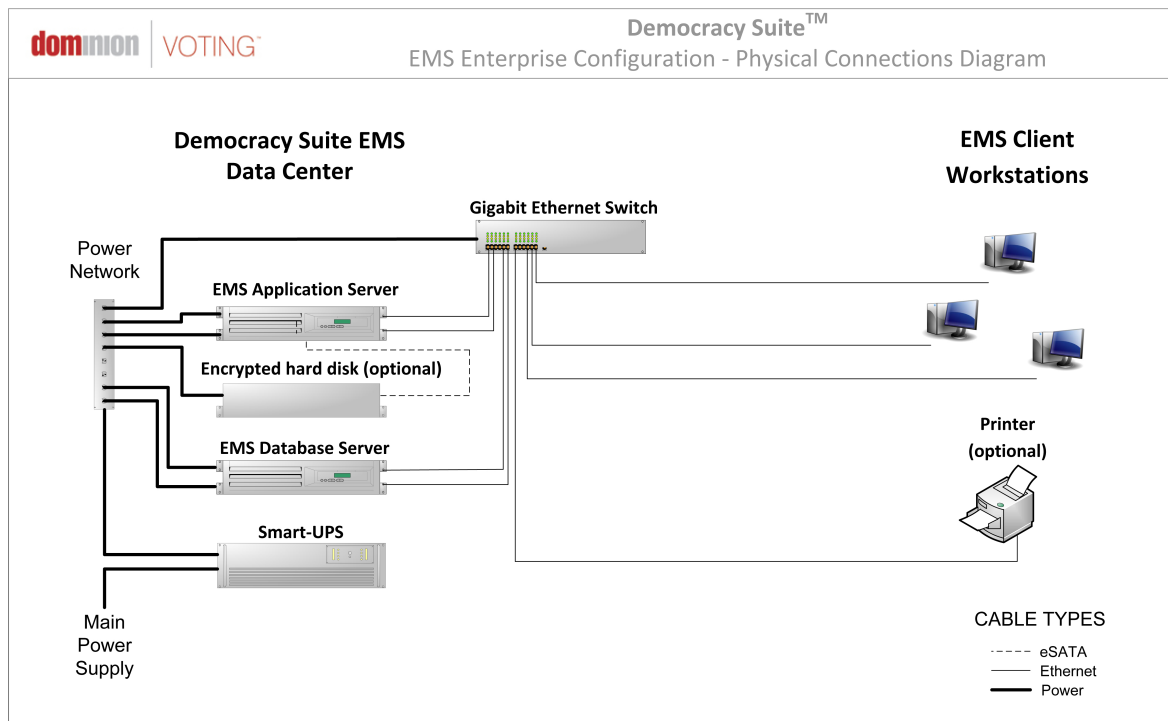 dominion VOTING™
Democracy Suite™
EMS Enterprise Configuration - Physical Connections Diagram
Democracy Suite EMS
Data Center
EMS Client
Workstations
Gigabit Ethernet Switch
Power
Network
EMS Application Server
Encrypted hard disk (optional)
EMS Database Server
Printer
(optional)
Smart-UPS
Main
Power
Supply
CABLE TYPES
eSATA
Ethernet
Power